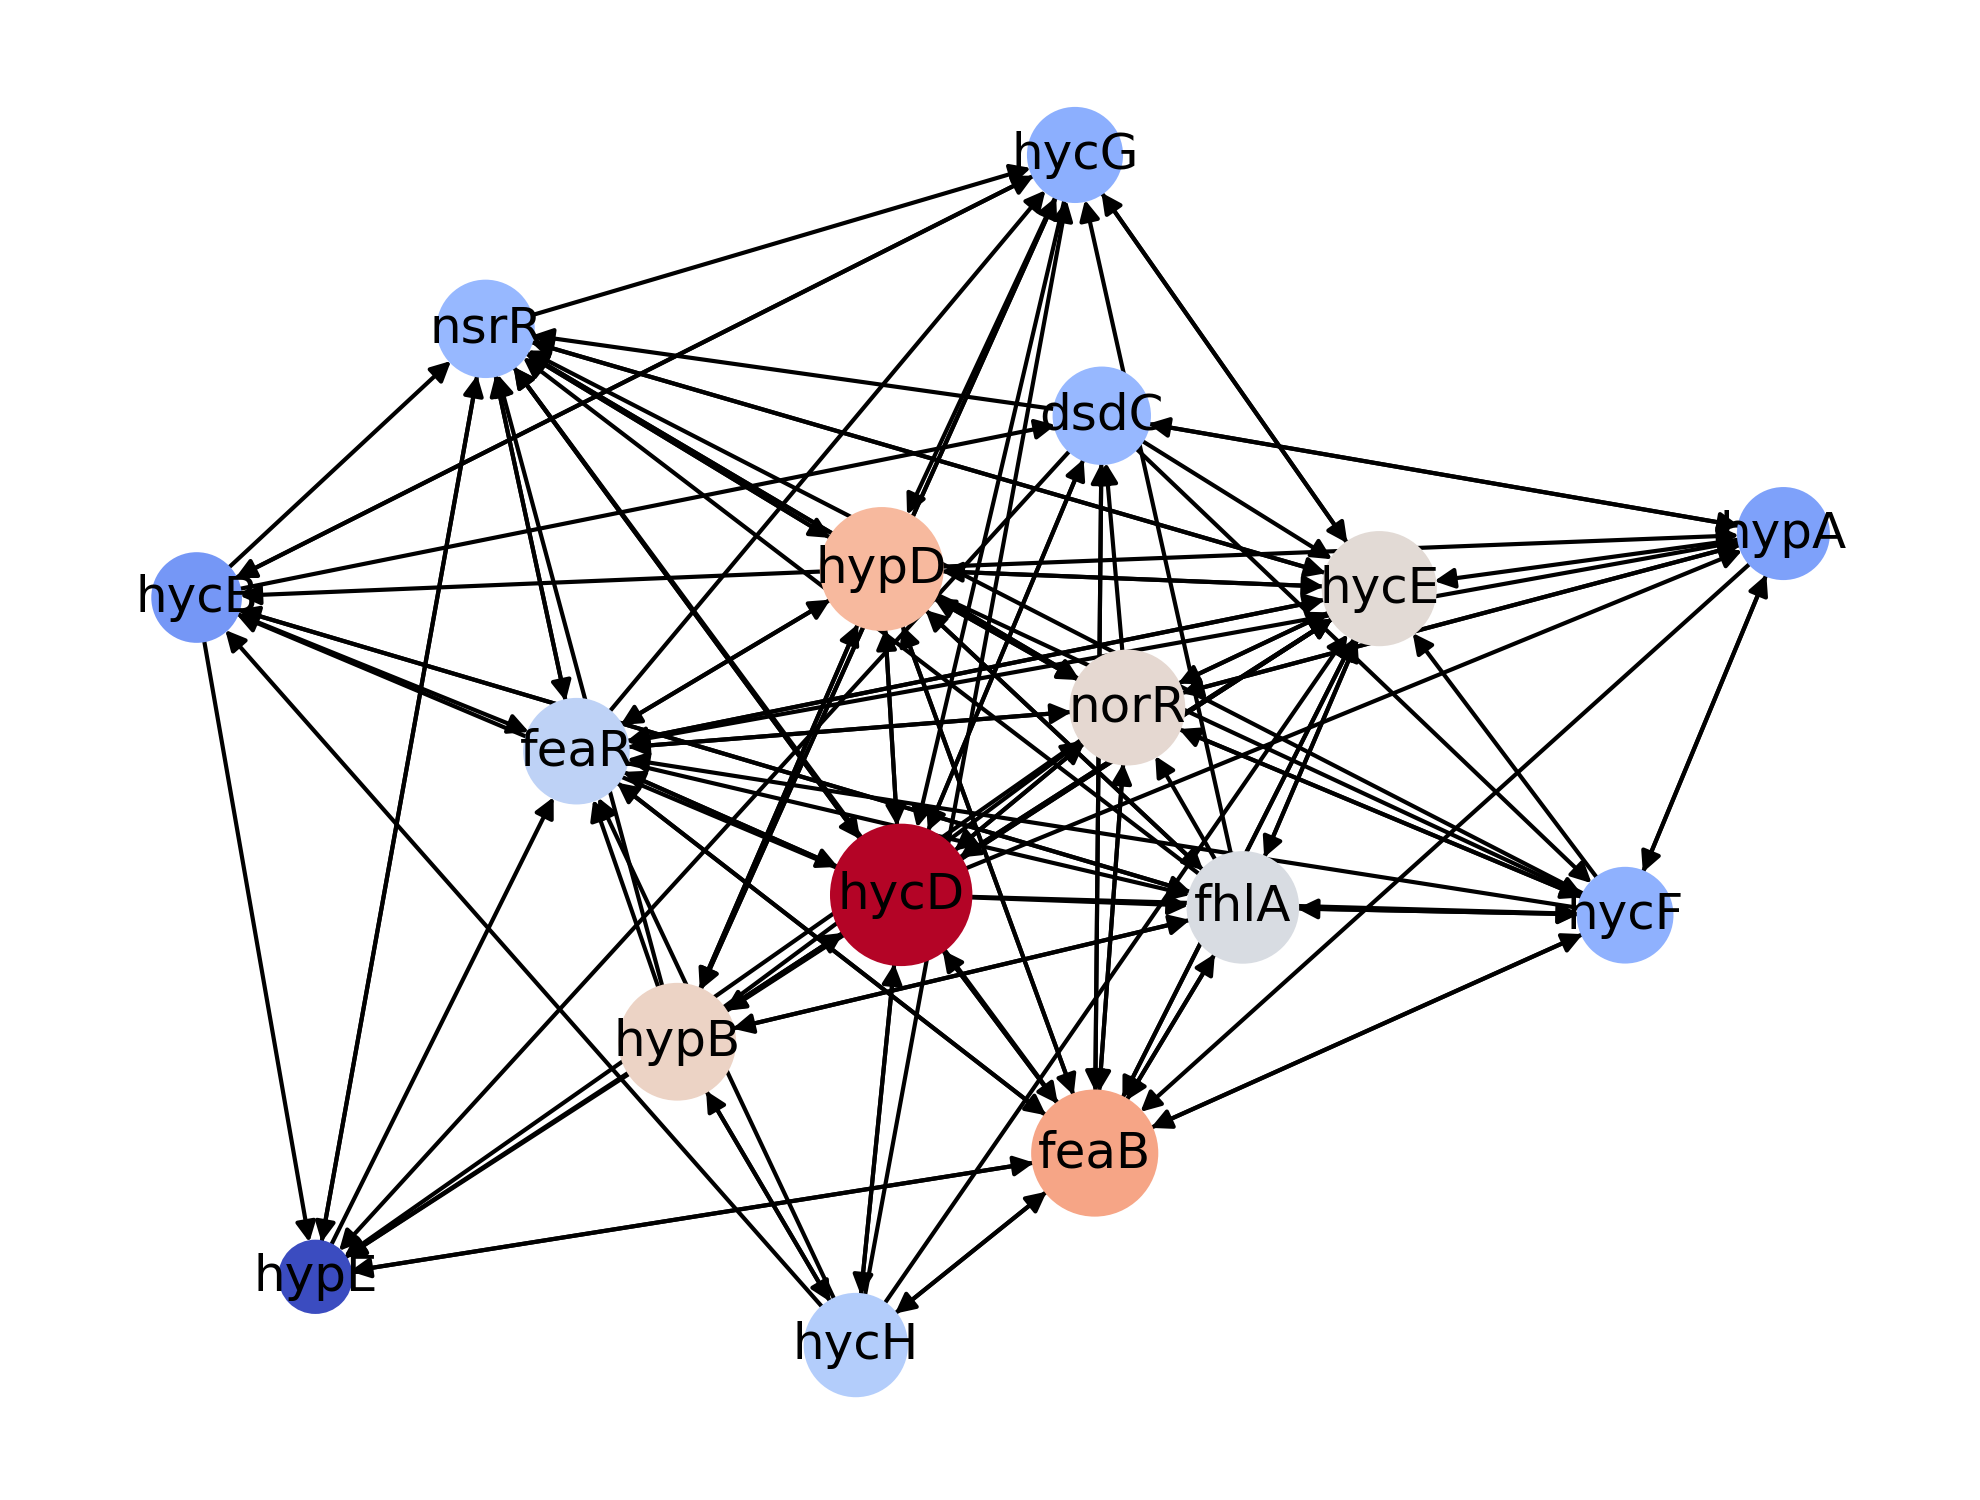 hycG
nsrR
dsdC
hypA
hypD
hycE
hycB
norR
feaR
hycD
fhlA
hycF
hypB
feaB
hypE
hycH